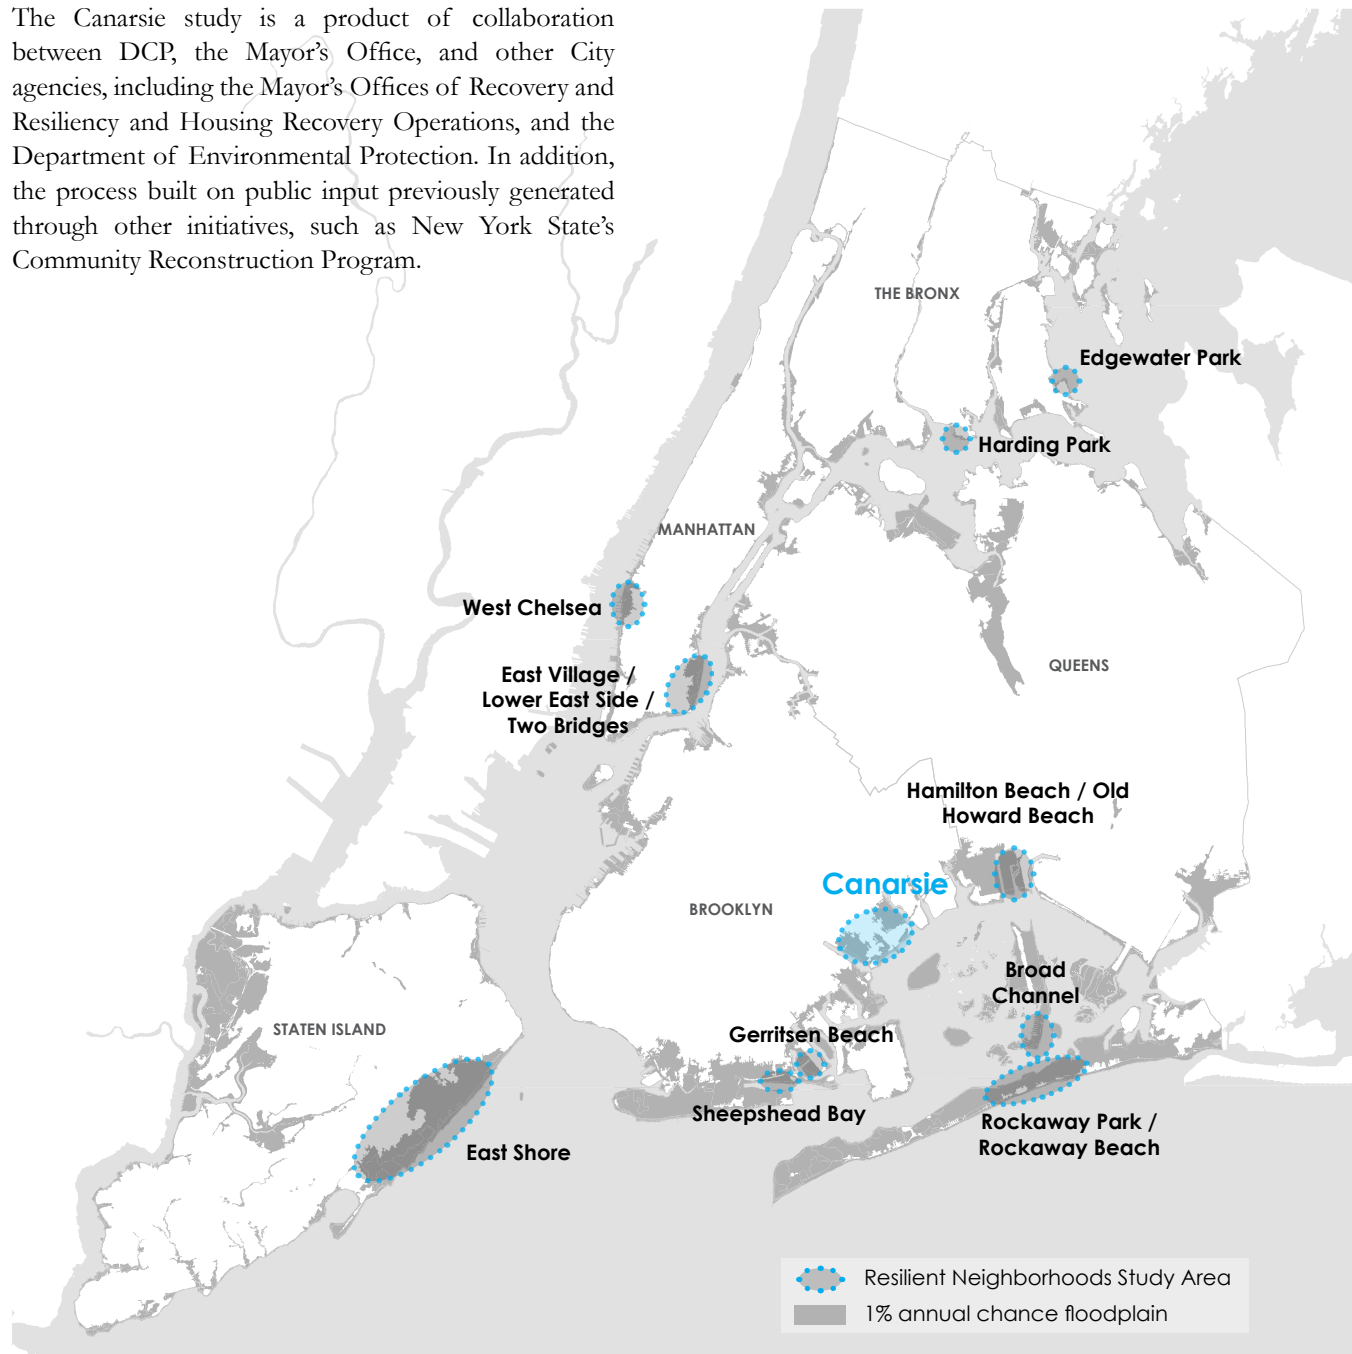 The Canarsie study is a product of collaboration
between DCP, the Mayor's Office, and other City
agencies, including the Mayor's Offices of Recovery and
Resiliency and Housing Recovery Operations, and the
Department of Environmental Protection. In addition,
the process built on public input previously generated
through other initiatives, such as New York State's
Community Reconstruction Program.
THE BRONX
Edgewater Park
Harding Park
MANHATTAN
West Chelsea
East Village /
Lower East Side /
Two Bridges
QUEENS
Hamilton Beach / Old
Howard Beach
Canarsie
BROOKLYN
Broad
Channel
STATEN ISLAND
Gerritsen Beach
Sheepshead Bay
Rockaway Park /
Rockaway Beach
East Shore
Resilient Neighborhoods Study Area
1% annual chance floodplain